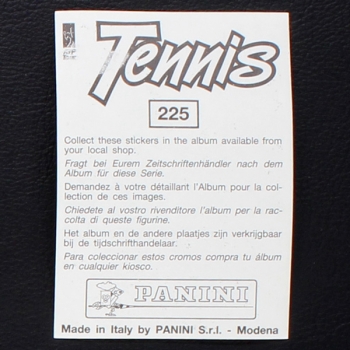 Tennis
225
Collect these stickers in the album available from
your local shop.
Fragt bei Eurem Zeitschriftenhändler nach dem
Album für diese Serie.
Demandez à votre détaillant l'Album pour la col-
lection de ces images.
Chiedete al vostro rivenditore l'album per la rac-
colta di queste figurine.
Het album en de andere plaatjes zijn verkrijgbaar
bij de tijdschrifthandelaar.
Para coleccionar estos cromos compra tu álbum
en cualquier kiosco.
PANINI
Made in Italy by PANINI S.r.l. - Modena